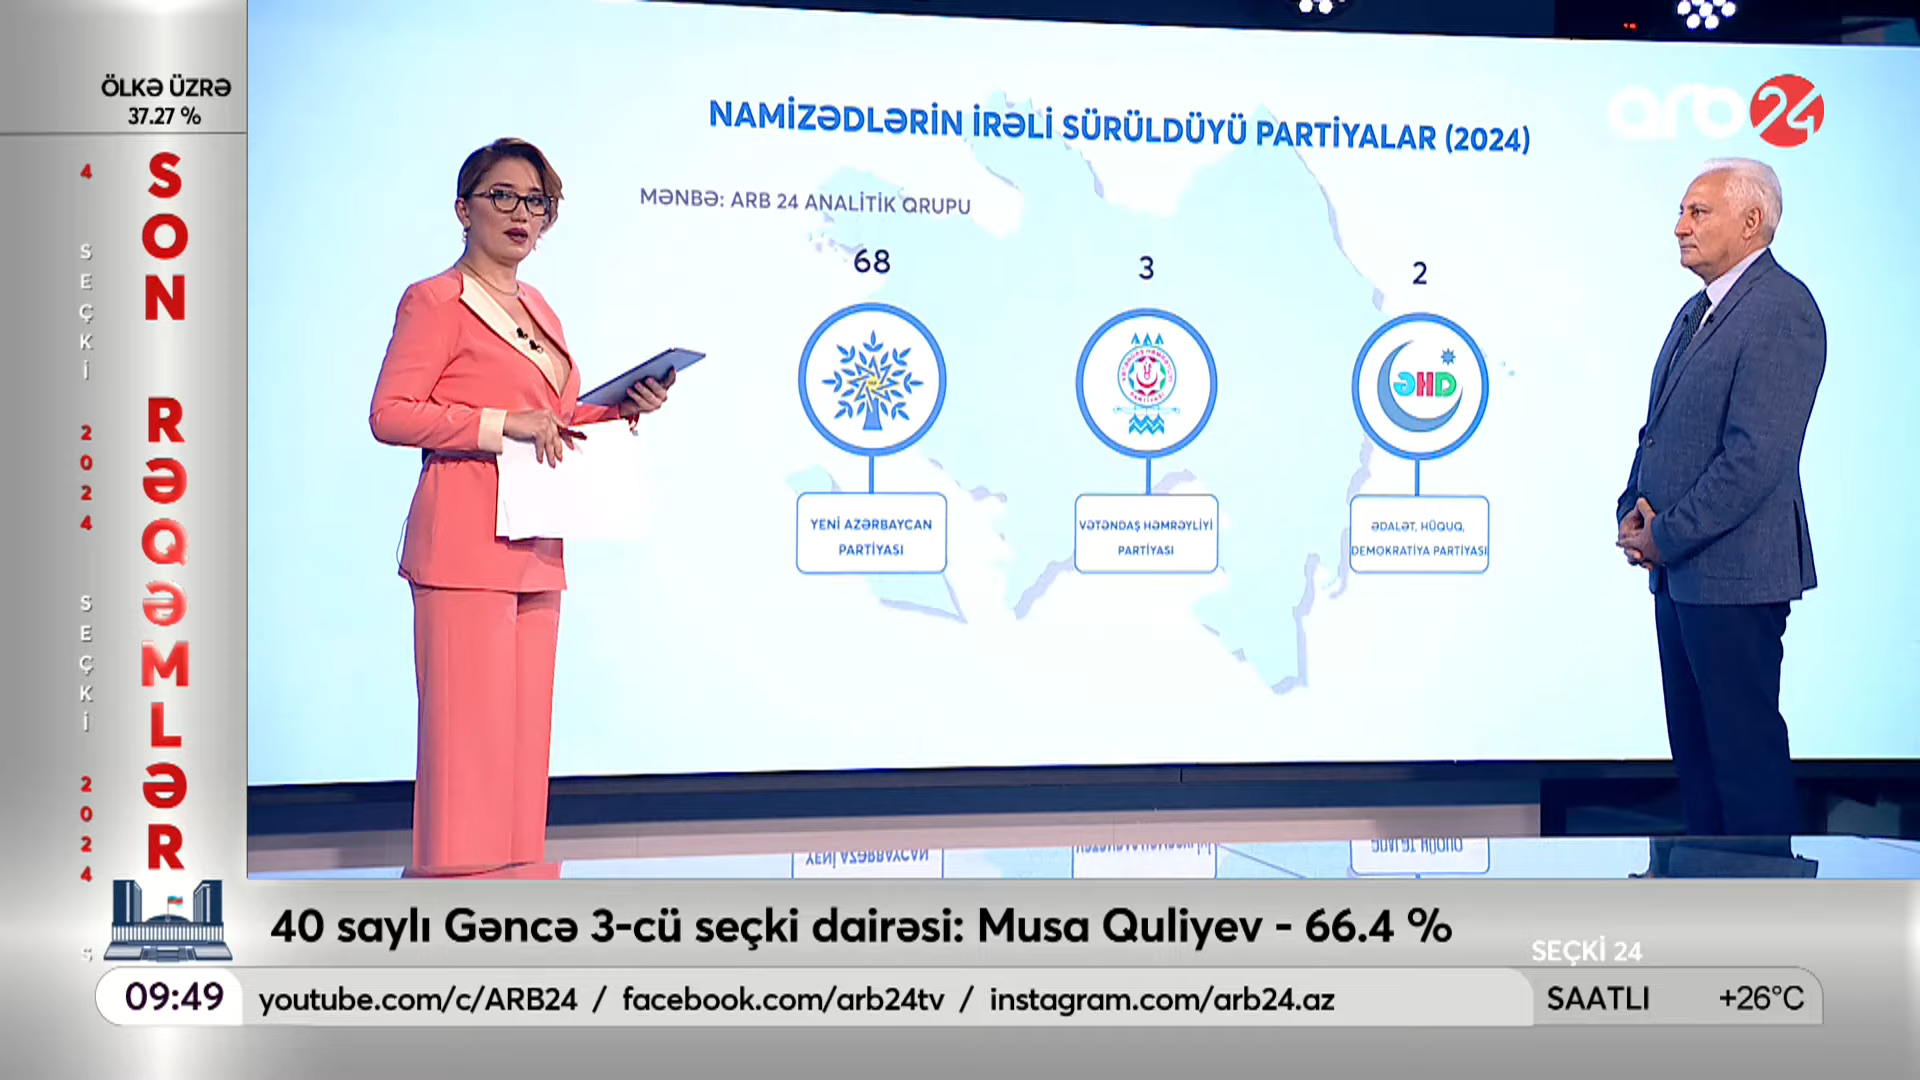 ÖLKƏ ÜZRƏ
37.27 %
4 SEÇKİ 2024 SEÇKİ 2024 S
SON RƏQƏMLƏR
arb 24
NAMİZƏDLƏRİN İRƏLİ SÜRÜLDÜYÜ PARTİYALAR (2024)
MƏNBƏ: ARB 24 ANALİTİK QRUPU
68
3
2
ƏHD
YENİ AZƏRBAYCAN
PARTİYASI
VƏTƏNDAŞ HƏMRƏYLİYİ
PARTİYASI
ƏDALƏT, HÜQUQ,
DEMOKRATİYA PARTİYASI
40 saylı Gəncə 3-cü seçki dairəsi: Musa Quliyev - 66.4 %
SEÇKİ 24
09:49
youtube.com/c/ARB24 / facebook.com/arb24tv / instagram.com/arb24.az
SAATLI +26°C